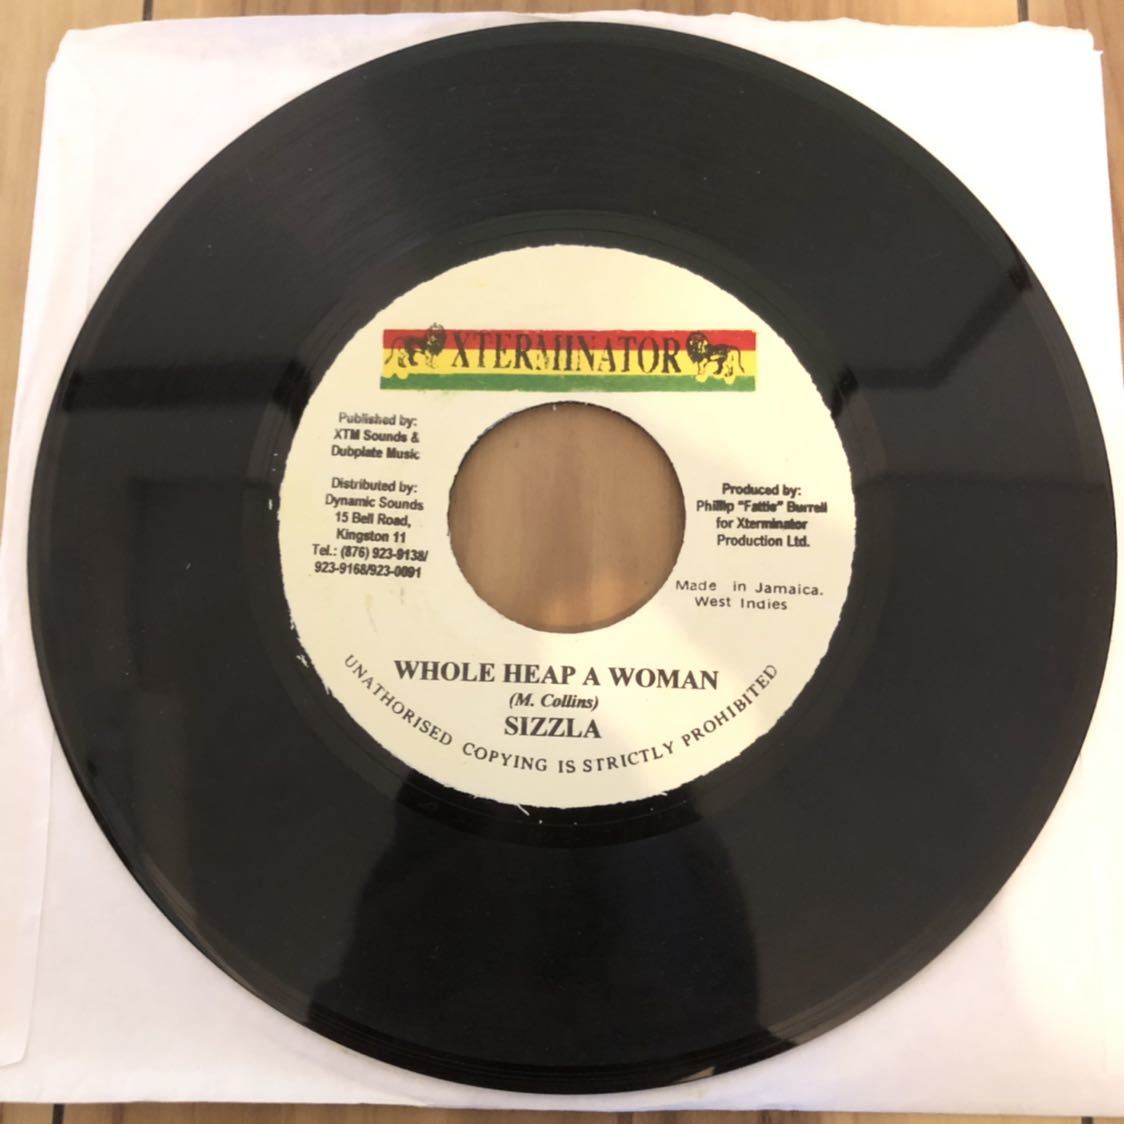 XTERMINATOR
Published by:
XTM Sounds &
Dubplate Music
Distributed by:
Dynamic Sounds
15 Bell Road,
Kingston 11
Tel.: (876) 923-9138/
923-9168/923-0091
Produced by:
Phillip "Fattis" Burrell
for Xterminator
Production Ltd.
Made in Jamaica.
West Indies
WHOLE HEAP A WOMAN
(M. Collins)
SIZZLA
UNATHORISED COPYING IS STRICTLY PROHIBITED